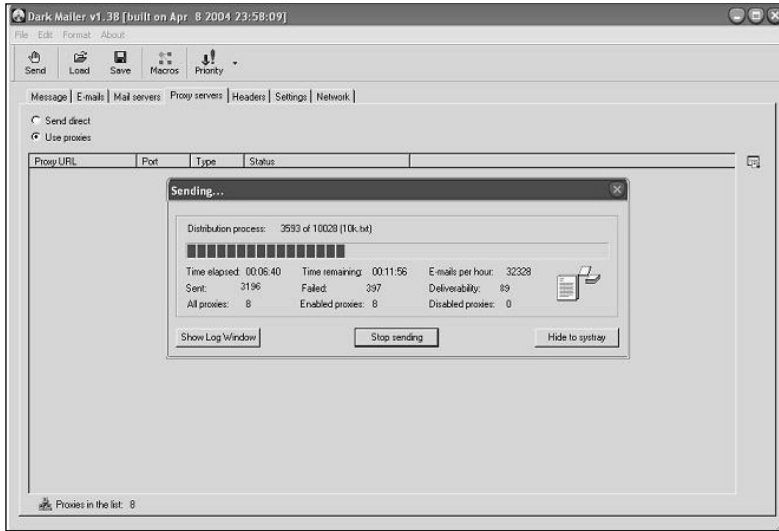 Dark Mailer v1.38 [built on Apr 8 2004 23:58:09]
File Edit Format About
Send Load Save Macros Priority
Message E-mails Mail servers Proxy servers Headers Settings Network
Send direct
Use proxies
Proxy URL Port Type Status
Sending...
Distribution process: 3593 of 10028 (10k.txt)
Time elapsed: 00:06:40 Time remaining: 00:11:56 E-mails per hour: 32328
Sent: 3196 Failed: 397 Deliverability: 89
All proxies: 8 Enabled proxies: 8 Disabled proxies: 0
Show Log Window Stop sending Hide to systray
Proxies in the list: 8